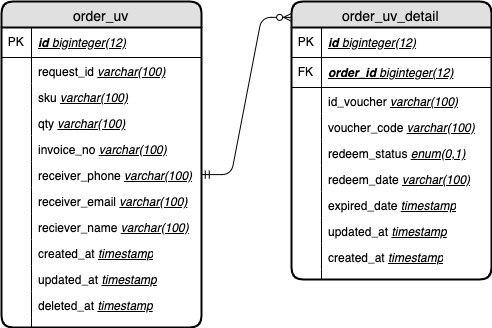 order_uv
PK id biginteger(12)
request_id varchar(100)
sku varchar(100)
qty varchar(100)
invoice_no varchar(100)
receiver_phone varchar(100)
receiver_email varchar(100)
reciever_name varchar(100)
created_at timestamp
updated_at timestamp
deleted_at timestamp
order_uv_detail
PK id biginteger(12)
FK order_id biginteger(12)
id_voucher varchar(100)
voucher_code varchar(100)
redeem_status enum(0,1)
redeem_date varchar(100)
expired_date timestamp
updated_at timestamp
created_at timestamp